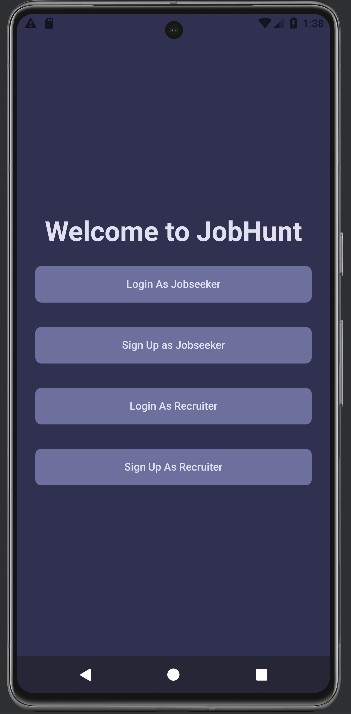 1:38
Welcome to JobHunt
Login As Jobseeker
Sign Up as Jobseeker
Login As Recruiter
Sign Up As Recruiter